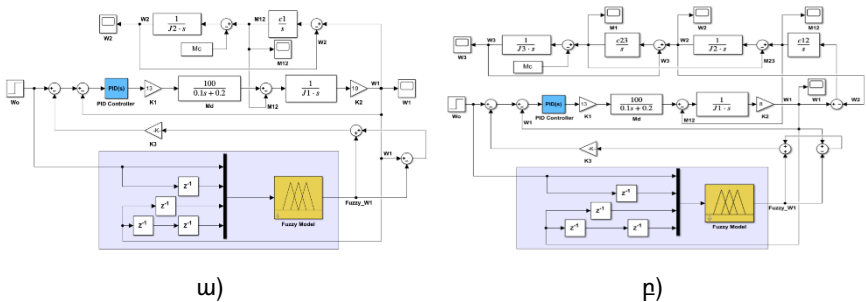 W2
1
J2 · s
W2
Mc
M12
c1
s
M12
W2
Wo
PID(s)
PID Controller
13
K1
100
0.1s + 0.2
Md
M12
1
J1 · s
10
K2
W1
W1
-K-
K3
W1
z-1
z-1
z-1
z-1
Fuzzy Model
Fuzzy_W1
ա)
W3
W3
1
J3 · s
Mc
M1
c23
s
W3
W2
W2
1
J2 · s
M23
M12
c12
s
W2
Wo
W1
PID(s)
PID Controller
13
K1
100
0.1s + 0.2
Md
M12
1
J1 · s
8
K2
W1
W1
-K-
K3
z-1
z-1
z-1
z-1
Fuzzy Model
Fuzzy_W1
բ)